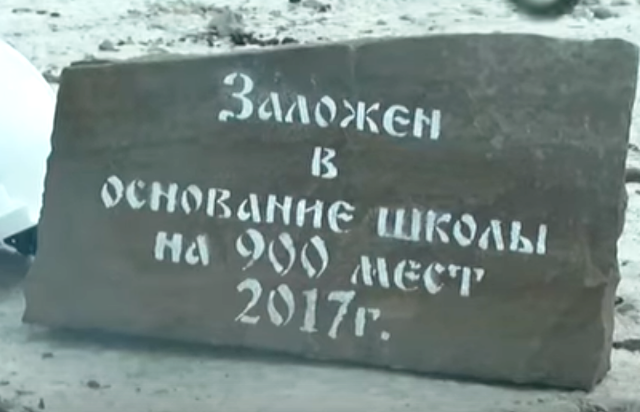 Заложен
в
основание школы
на 900 мест
2017г.